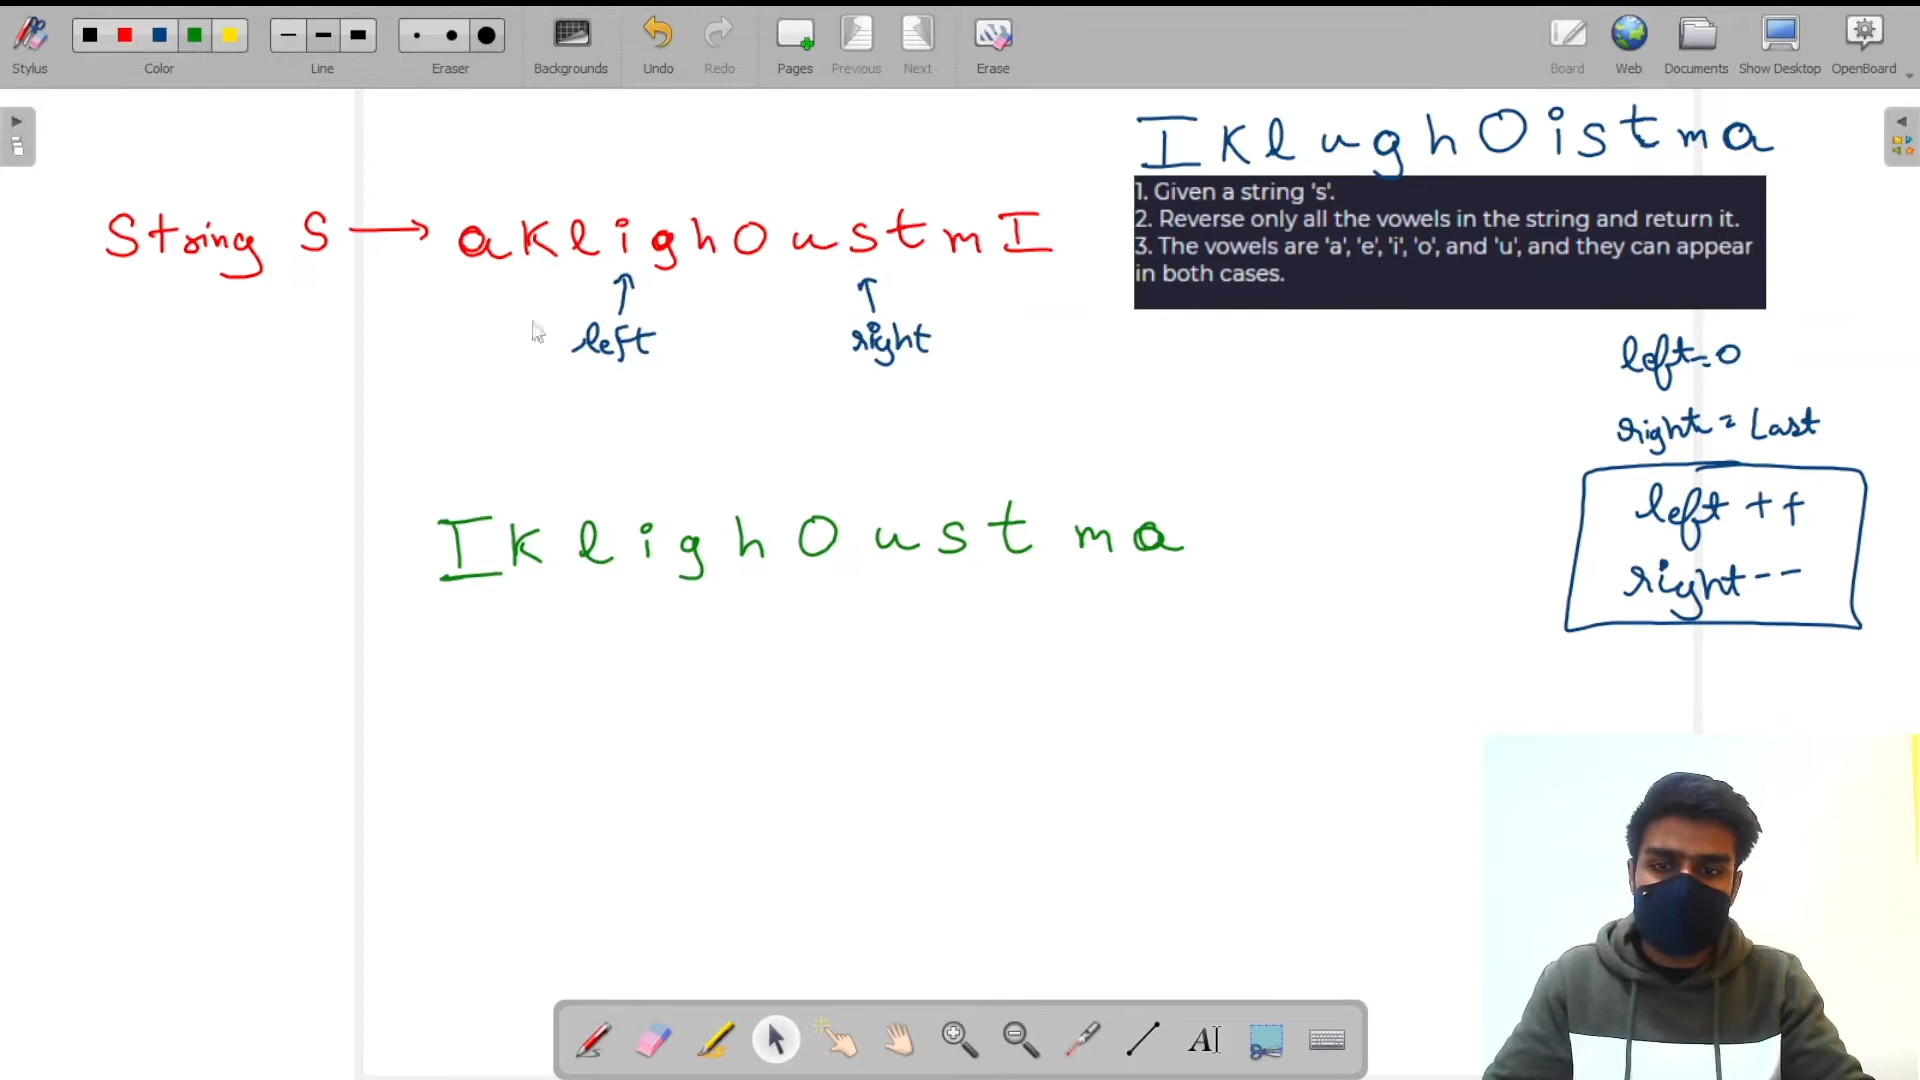 Stylus Color Line Eraser Backgrounds Undo Redo Pages Previous Next Erase Board Web Documents Show Desktop OpenBoard
I K l u g h O i s t m a
String S → a K l i g h O u s t m I
1. Given a string 's'.
2. Reverse only all the vowels in the string and return it.
3. The vowels are 'a', 'e', 'i', 'o', and 'u', and they can appear
in both cases.
left right
left = 0
right = Last
left ++
right --
I K l i g h O u s t m a
AI